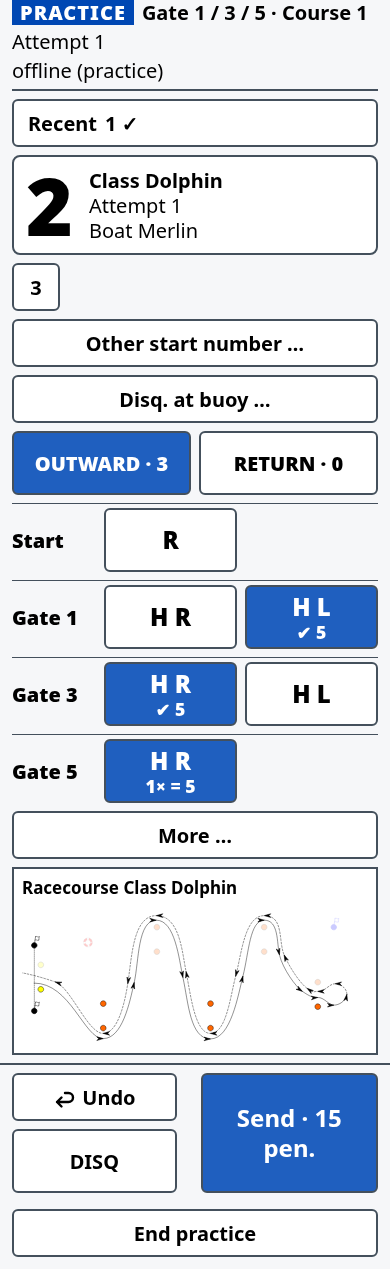 PRACTICE Gate 1 / 3 / 5 · Course 1
Attempt 1
offline (practice)
Recent 1 ✓
2
Class Dolphin
Attempt 1
Boat Merlin
3
Other start number ...
Disq. at buoy ...
OUTWARD · 3
RETURN · 0
Start
R
Gate 1
H R
H L
✔ 5
Gate 3
H R
✔ 5
H L
Gate 5
H R
1× = 5
More ...
Racecourse Class Dolphin
↩ Undo
DISQ
Send · 15
pen.
End practice